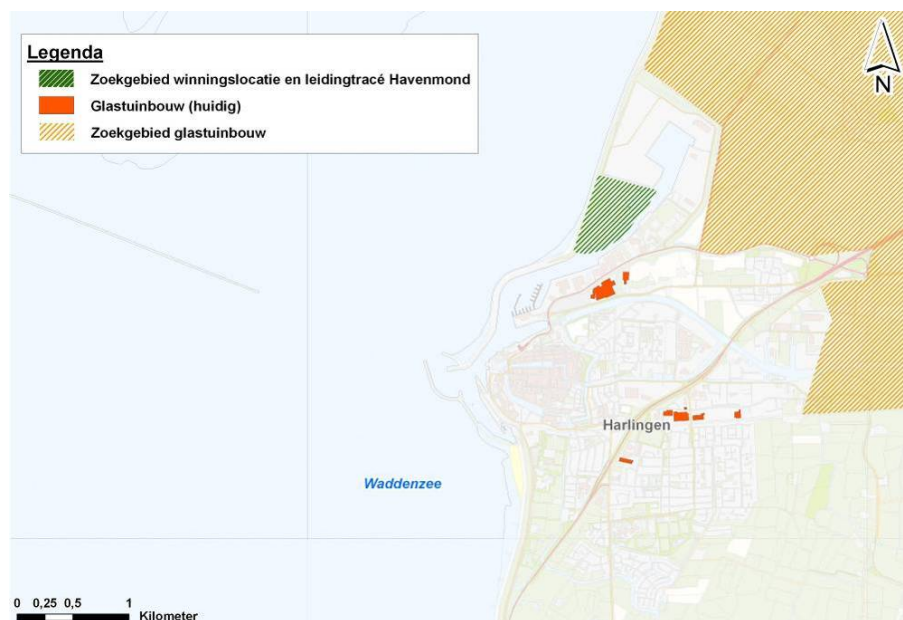 Legenda
Zoekgebied winningslocatie en leidingtracé Havenmond
Glastuinbouw (huidig)
Zoekgebied glastuinbouw
N
Harlingen
Waddenzee
0 0,25 0,5 1
Kilometer